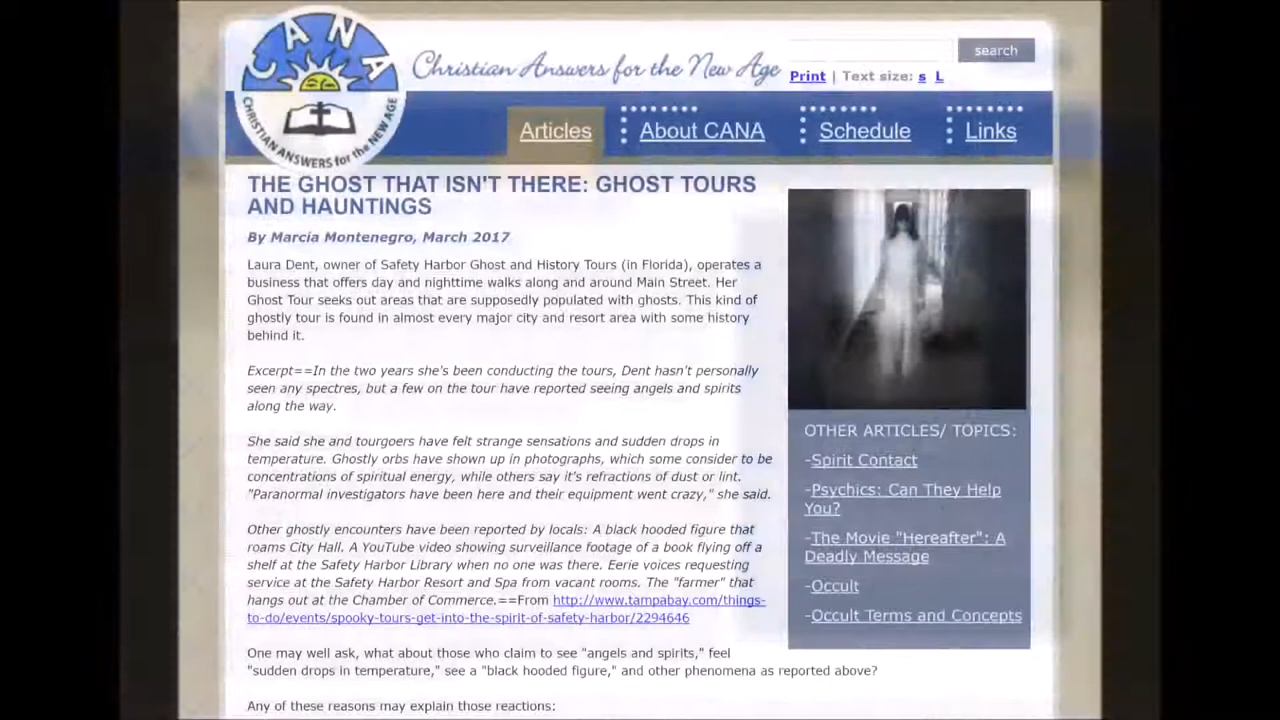 CANA
CHRISTIAN ANSWERS for the NEW AGE
Christian Answers for the New Age
search
Print | Text size: s L
Articles
About CANA
Schedule
Links
THE GHOST THAT ISN'T THERE: GHOST TOURS
AND HAUNTINGS
By Marcia Montenegro, March 2017
Laura Dent, owner of Safety Harbor Ghost and History Tours (in Florida), operates a
business that offers day and nighttime walks along and around Main Street. Her
Ghost Tour seeks out areas that are supposedly populated with ghosts. This kind of
ghostly tour is found in almost every major city and resort area with some history
behind it.
Excerpt==In the two years she's been conducting the tours, Dent hasn't personally
seen any spectres, but a few on the tour have reported seeing angels and spirits
along the way.
She said she and tourgoers have felt strange sensations and sudden drops in
temperature. Ghostly orbs have shown up in photographs, which some consider to be
concentrations of spiritual energy, while others say it's refractions of dust or lint.
"Paranormal investigators have been here and their equipment went crazy," she said.
Other ghostly encounters have been reported by locals: A black hooded figure that
roams City Hall. A YouTube video showing surveillance footage of a book flying off a
shelf at the Safety Harbor Library when no one was there. Eerie voices requesting
service at the Safety Harbor Resort and Spa from vacant rooms. The "farmer" that
hangs out at the Chamber of Commerce.==From http://www.tampabay.com/things-
to-do/events/spooky-tours-get-into-the-spirit-of-safety-harbor/2294646
One may well ask, what about those who claim to see "angels and spirits," feel
"sudden drops in temperature," see a "black hooded figure," and other phenomena as reported above?
Any of these reasons may explain those reactions:
OTHER ARTICLES/ TOPICS:
-Spirit Contact
-Psychics: Can They Help
You?
-The Movie "Hereafter": A
Deadly Message
-Occult
-Occult Terms and Concepts